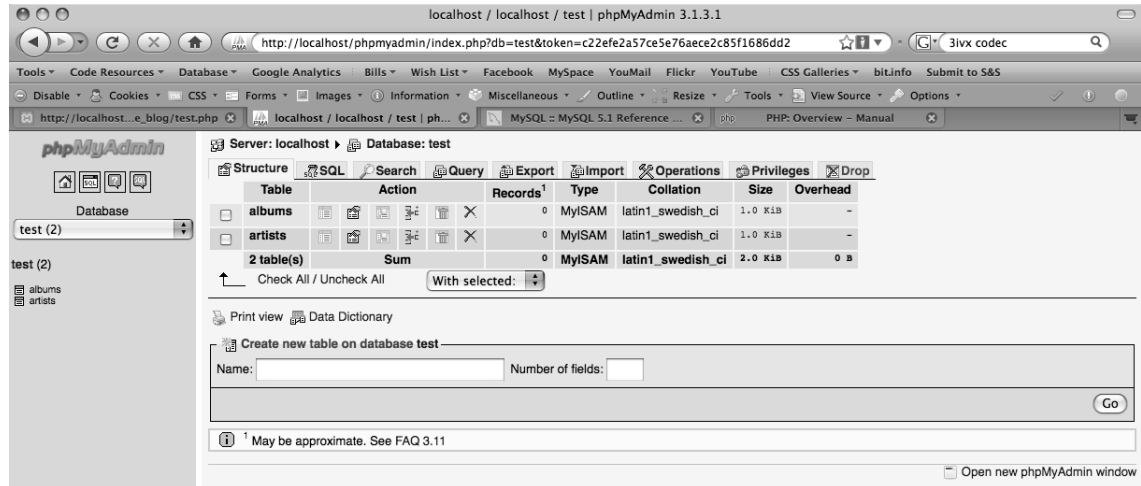 localhost / localhost / test | phpMyAdmin 3.1.3.1
http://localhost/phpmyadmin/index.php?db=test&token=c22efe2a57ce5e76aece2c85f1686dd2 3ivx codec
Tools Code Resources Database Google Analytics Bills Wish List Facebook MySpace YouMail Flickr YouTube CSS Galleries bit.info Submit to S&S
Disable Cookies CSS Forms Images Information Miscellaneous Outline Resize Tools View Source Options
http://localhost...e_blog/test.php localhost / localhost / test | ph... MySQL :: MySQL 5.1 Reference ... php PHP: Overview – Manual
phpMyAdmin
Database
test (2)
test (2)
albums
artists
Server: localhost Database: test
Structure SQL Search Query Export Import Operations Privileges Drop
Table Action Records1 Type Collation Size Overhead
albums 0 MyISAM latin1_swedish_ci 1.0 KiB –
artists 0 MyISAM latin1_swedish_ci 1.0 KiB –
2 table(s) Sum 0 MyISAM latin1_swedish_ci 2.0 KiB 0 B
Check All / Uncheck All With selected:
Print view Data Dictionary
Create new table on database test
Name: Number of fields:
Go
1 May be approximate. See FAQ 3.11
Open new phpMyAdmin window